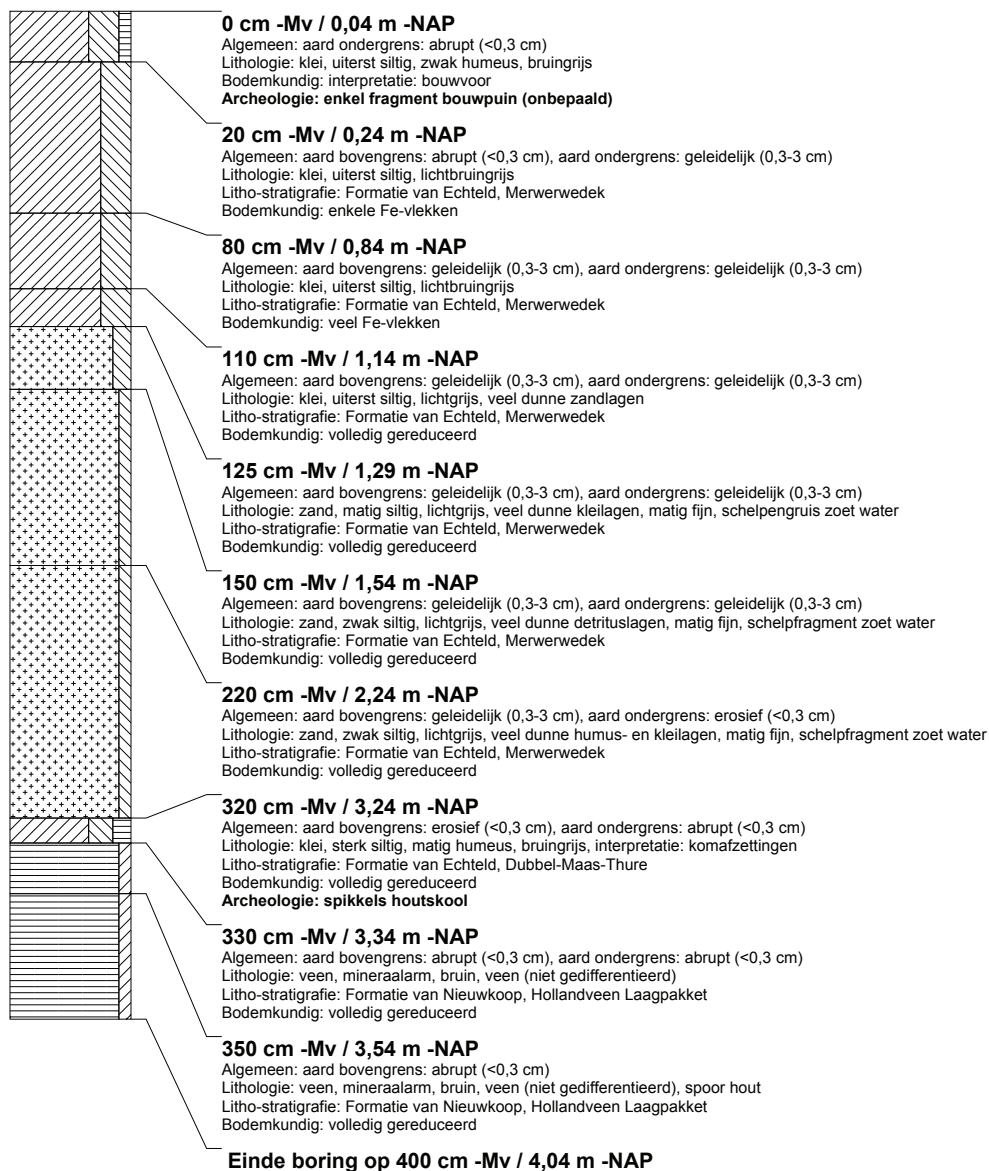 0 cm -Mv / 0,04 m -NAP
Algemeen: aard ondergrens: abrupt (<0,3 cm)
Lithologie: klei, uiterst siltig, zwak humeus, bruingrijs
Bodemkundig: interpretatie: bouwvoor
Archeologie: enkel fragment bouwpuin (onbepaald)
20 cm -Mv / 0,24 m -NAP
Algemeen: aard bovengrens: abrupt (<0,3 cm), aard ondergrens: geleidelijk (0,3-3 cm)
Lithologie: klei, uiterst siltig, lichtbruingrijs
Litho-stratigrafie: Formatie van Echteld, Merwerwedek
Bodemkundig: enkele Fe-vlekken
80 cm -Mv / 0,84 m -NAP
Algemeen: aard bovengrens: geleidelijk (0,3-3 cm), aard ondergrens: geleidelijk (0,3-3 cm)
Lithologie: klei, uiterst siltig, lichtbruingrijs
Litho-stratigrafie: Formatie van Echteld, Merwerwedek
Bodemkundig: veel Fe-vlekken
110 cm -Mv / 1,14 m -NAP
Algemeen: aard bovengrens: geleidelijk (0,3-3 cm), aard ondergrens: geleidelijk (0,3-3 cm)
Lithologie: klei, uiterst siltig, lichtgrijs, veel dunne zandlagen
Litho-stratigrafie: Formatie van Echteld, Merwerwedek
Bodemkundig: volledig gereduceerd
125 cm -Mv / 1,29 m -NAP
Algemeen: aard bovengrens: geleidelijk (0,3-3 cm), aard ondergrens: geleidelijk (0,3-3 cm)
Lithologie: zand, matig siltig, lichtgrijs, veel dunne kleilagen, matig fijn, schelpengruis zoet water
Litho-stratigrafie: Formatie van Echteld, Merwerwedek
Bodemkundig: volledig gereduceerd
150 cm -Mv / 1,54 m -NAP
Algemeen: aard bovengrens: geleidelijk (0,3-3 cm), aard ondergrens: geleidelijk (0,3-3 cm)
Lithologie: zand, zwak siltig, lichtgrijs, veel dunne detrituslagen, matig fijn, schelpfragment zoet water
Litho-stratigrafie: Formatie van Echteld, Merwerwedek
Bodemkundig: volledig gereduceerd
220 cm -Mv / 2,24 m -NAP
Algemeen: aard bovengrens: geleidelijk (0,3-3 cm), aard ondergrens: erosief (<0,3 cm)
Lithologie: zand, zwak siltig, lichtgrijs, veel dunne humus- en kleilagen, matig fijn, schelpfragment zoet water
Litho-stratigrafie: Formatie van Echteld, Merwerwedek
Bodemkundig: volledig gereduceerd
320 cm -Mv / 3,24 m -NAP
Algemeen: aard bovengrens: erosief (<0,3 cm), aard ondergrens: abrupt (<0,3 cm)
Lithologie: klei, sterk siltig, matig humeus, bruingrijs, interpretatie: komafzettingen
Litho-stratigrafie: Formatie van Echteld, Dubbel-Maas-Thure
Bodemkundig: volledig gereduceerd
Archeologie: spikkels houtskool
330 cm -Mv / 3,34 m -NAP
Algemeen: aard bovengrens: abrupt (<0,3 cm), aard ondergrens: abrupt (<0,3 cm)
Lithologie: veen, mineraalarm, bruin, veen (niet gedifferentieerd)
Litho-stratigrafie: Formatie van Nieuwkoop, Hollandveen Laagpakket
Bodemkundig: volledig gereduceerd
350 cm -Mv / 3,54 m -NAP
Algemeen: aard bovengrens: abrupt (<0,3 cm)
Lithologie: veen, mineraalarm, bruin, veen (niet gedifferentieerd), spoor hout
Litho-stratigrafie: Formatie van Nieuwkoop, Hollandveen Laagpakket
Bodemkundig: volledig gereduceerd
Einde boring op 400 cm -Mv / 4,04 m -NAP